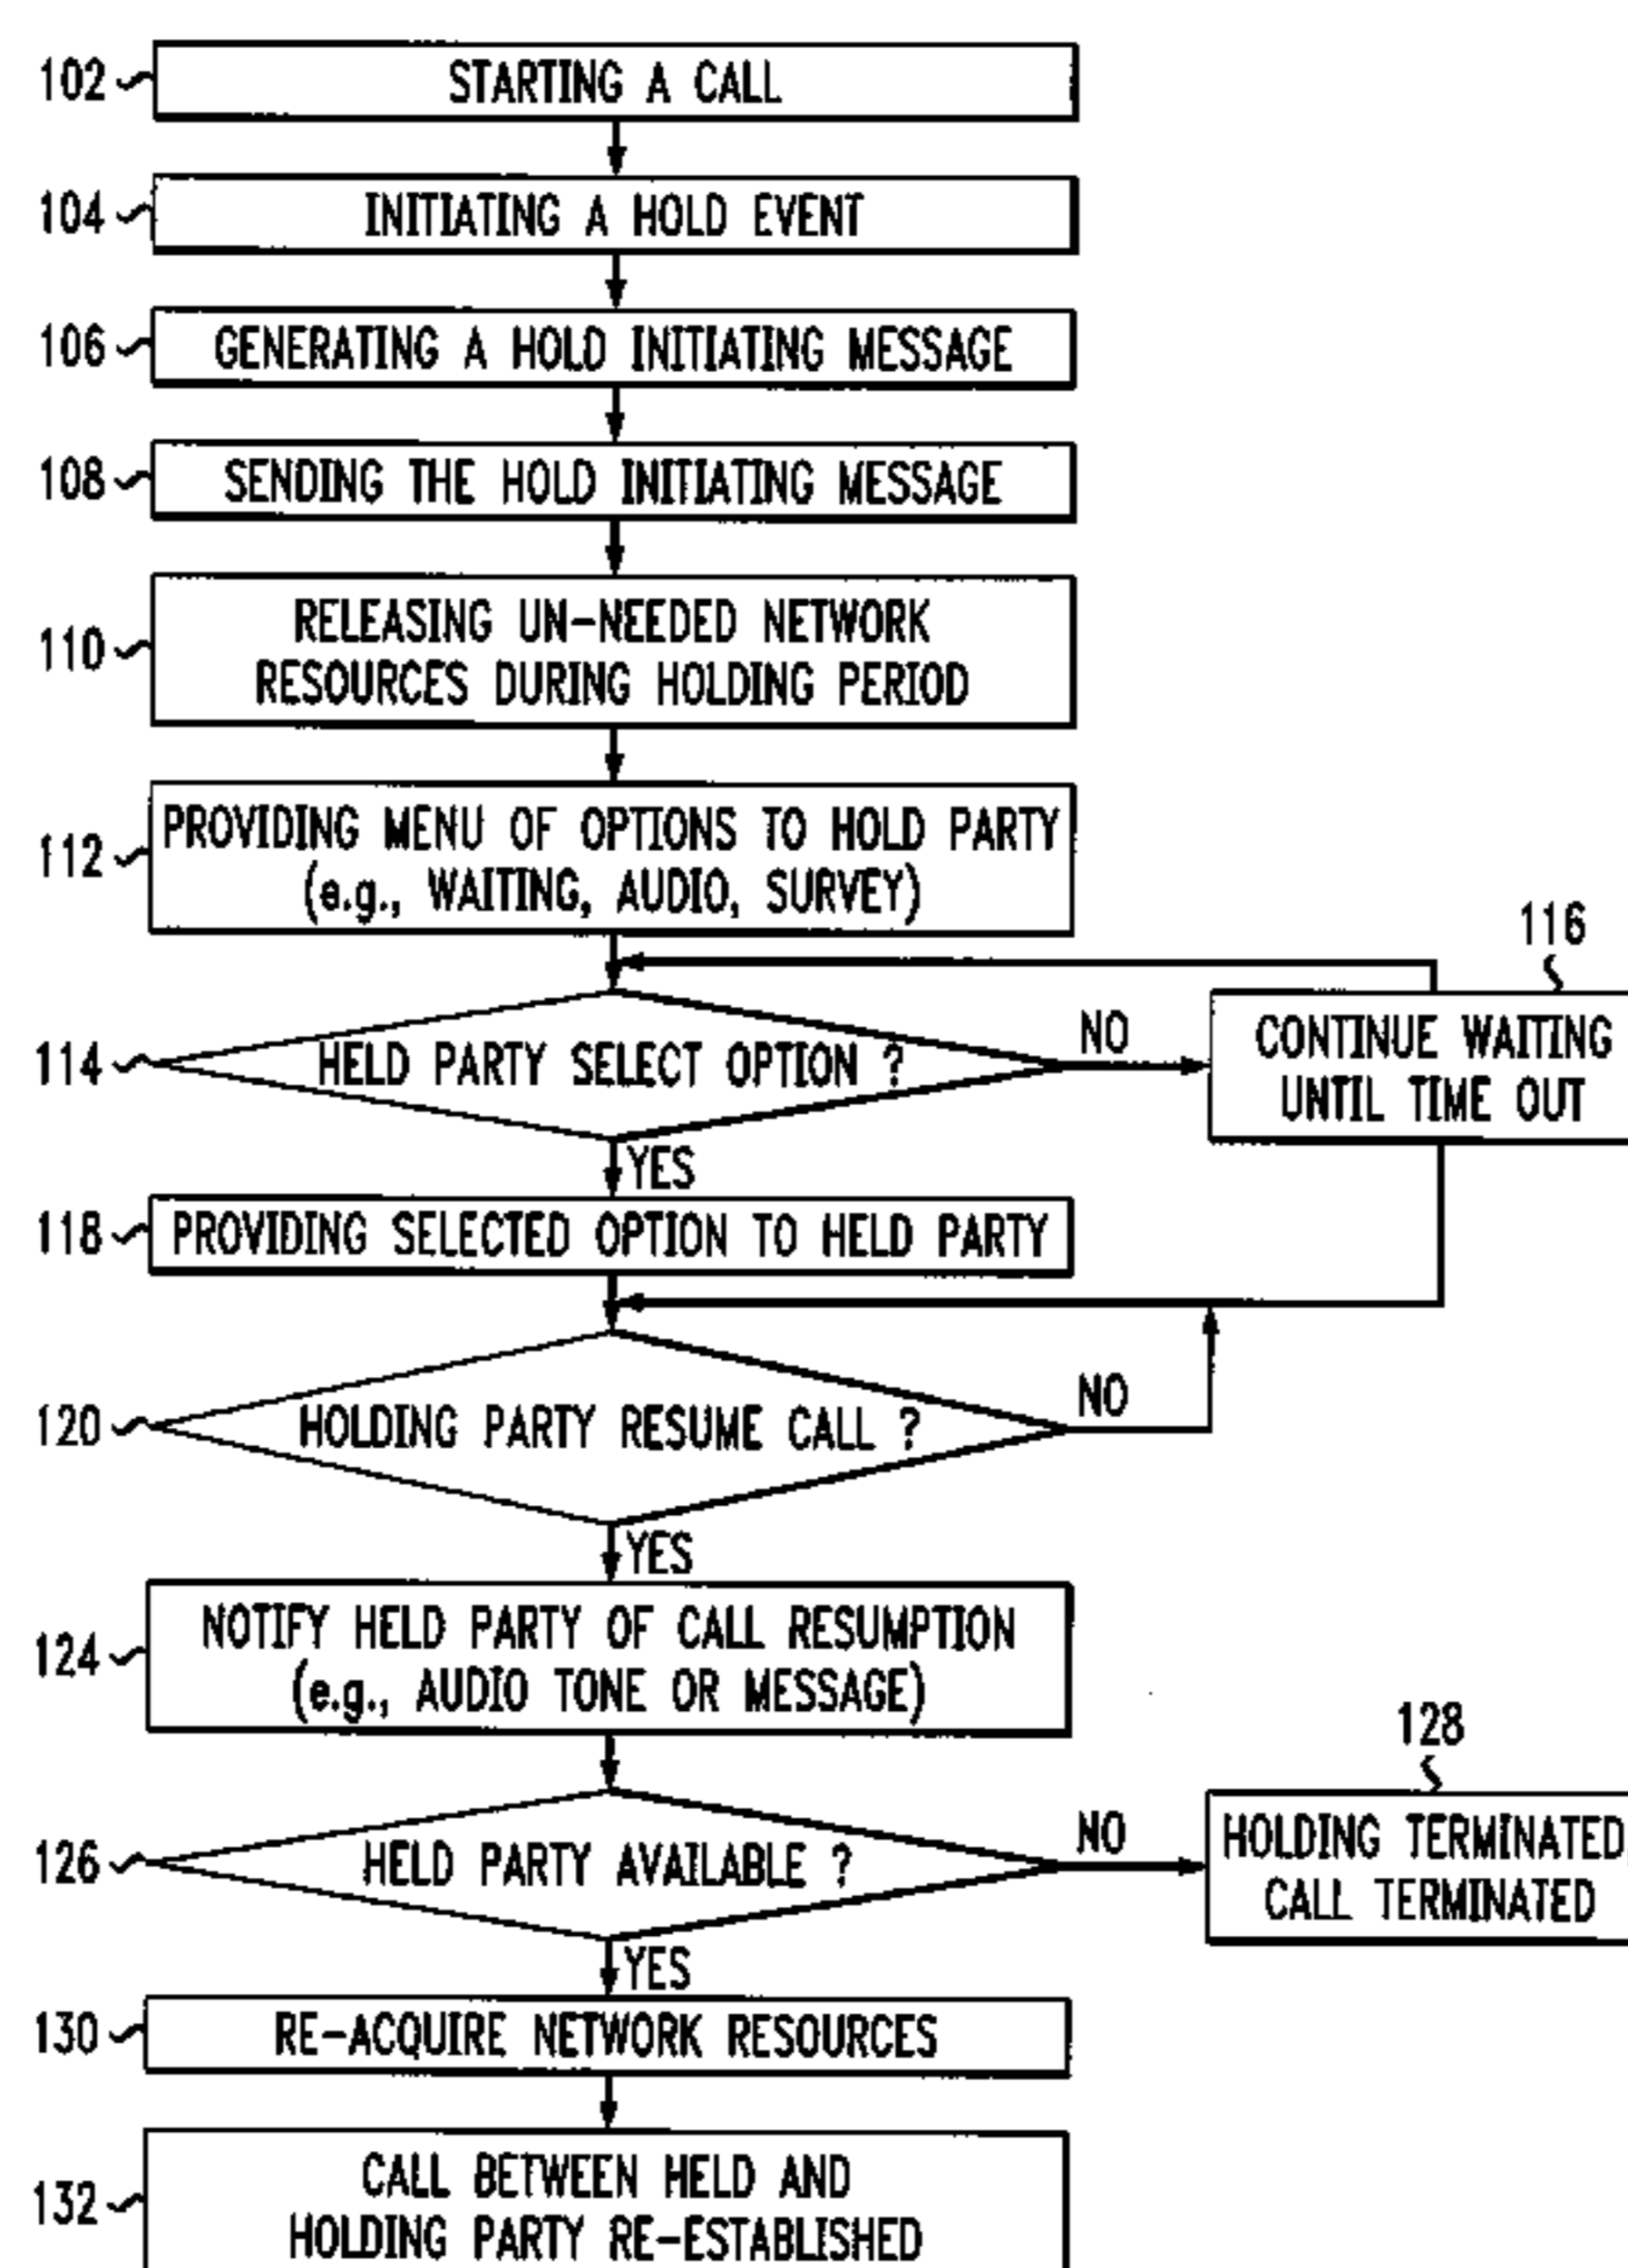 102 STARTING A CALL
104 INITIATING A HOLD EVENT
106 GENERATING A HOLD INITIATING MESSAGE
108 SENDING THE HOLD INITIATING MESSAGE
110 RELEASING UN-NEEDED NETWORK
RESOURCES DURING HOLDING PERIOD
112 PROVIDING MENU OF OPTIONS TO HOLD PARTY
(e.g., WAITING, AUDIO, SURVEY)
114 HELD PARTY SELECT OPTION ?
NO
116
CONTINUE WAITING
UNTIL TIME OUT
YES
118 PROVIDING SELECTED OPTION TO HELD PARTY
120 HOLDING PARTY RESUME CALL ?
NO
YES
124 NOTIFY HELD PARTY OF CALL RESUMPTION
(e.g., AUDIO TONE OR MESSAGE)
126 HELD PARTY AVAILABLE ?
NO
128
HOLDING TERMINATED,
CALL TERMINATED
YES
130 RE-ACQUIRE NETWORK RESOURCES
132 CALL BETWEEN HELD AND
HOLDING PARTY RE-ESTABLISHED